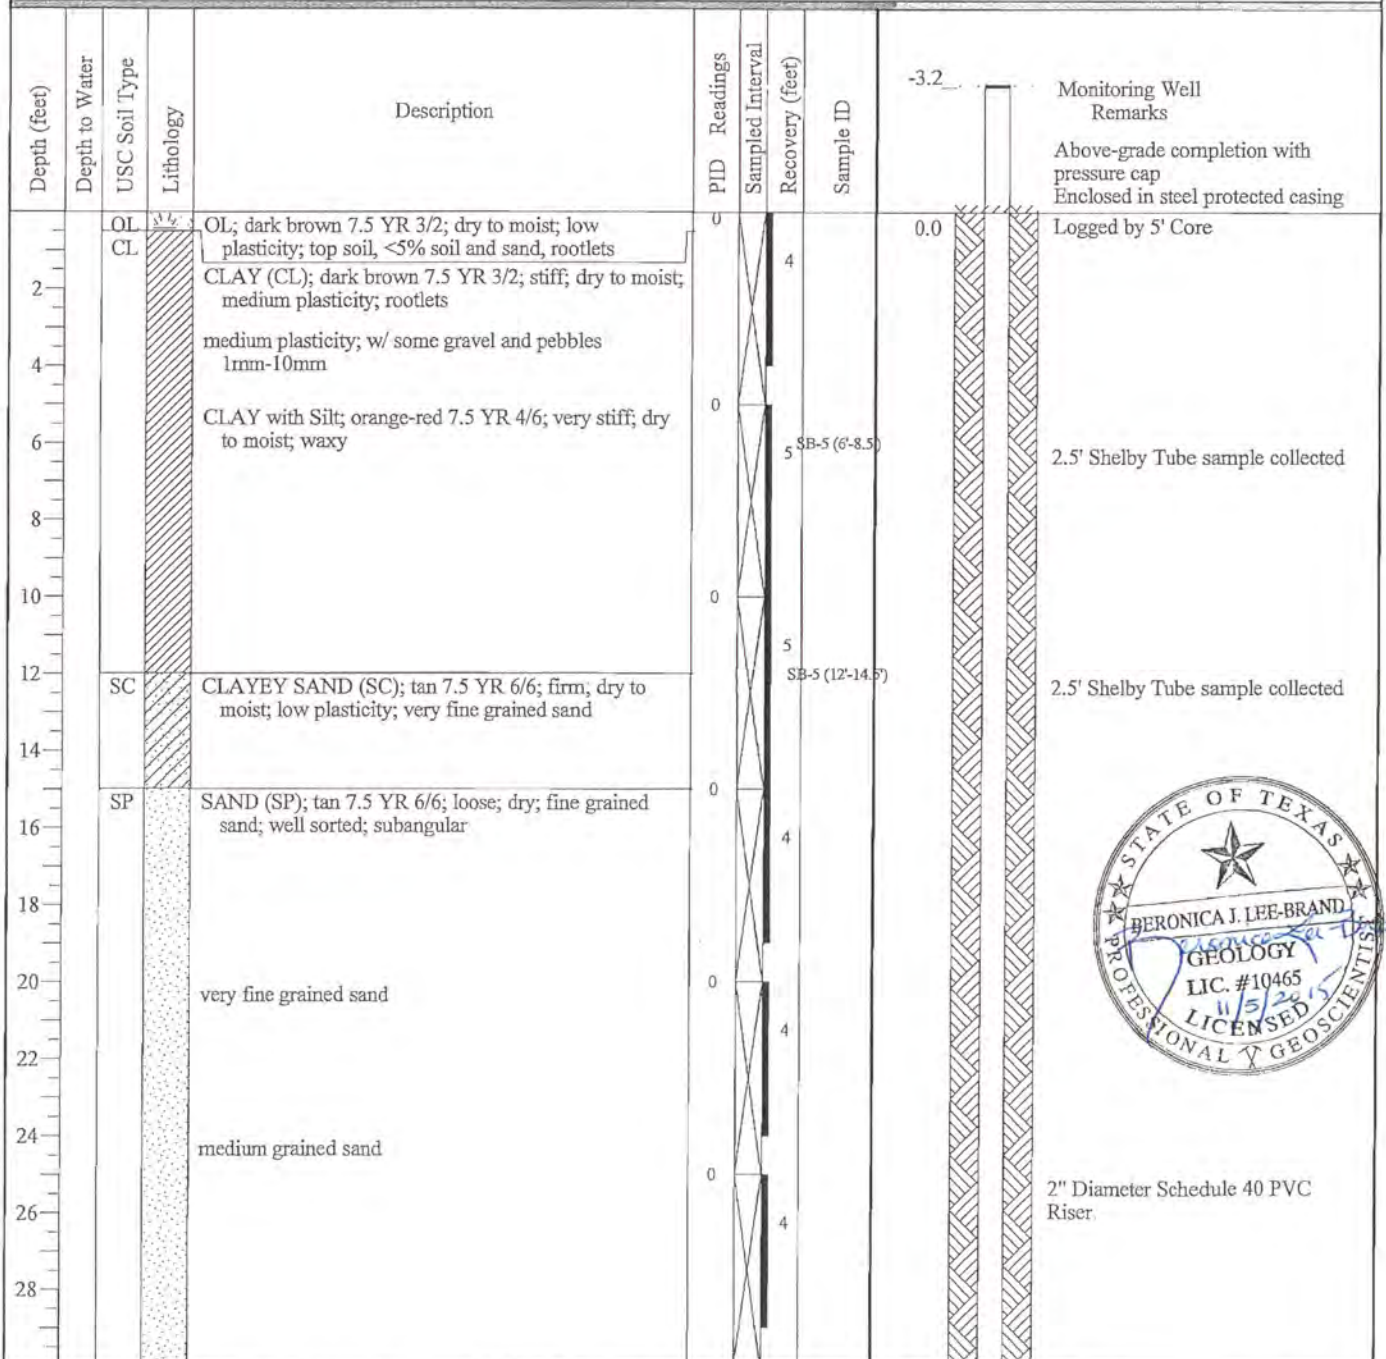 Depth (feet)
Depth to Water
USC Soil Type
Lithology
Description
PID Readings
Sampled Interval
Recovery (feet)
Sample ID
-3.2
Monitoring Well
Remarks
Above-grade completion with
pressure cap
Enclosed in steel protected casing
0.0
Logged by 5' Core
OL
OL; dark brown 7.5 YR 3/2; dry to moist; low
plasticity; top soil, <5% soil and sand, rootlets
0
CL
4
CLAY (CL); dark brown 7.5 YR 3/2; stiff; dry to moist;
medium plasticity; rootlets
2
medium plasticity; w/ some gravel and pebbles
1mm-10mm
4
0
CLAY with Silt; orange-red 7.5 YR 4/6; very stiff; dry
to moist; waxy
6
5
SB-5 (6'-8.5')
2.5' Shelby Tube sample collected
8
10
0
5
12
SC
CLAYEY SAND (SC); tan 7.5 YR 6/6; firm; dry to
moist; low plasticity; very fine grained sand
SB-5 (12'-14.5')
2.5' Shelby Tube sample collected
14
0
SP
SAND (SP); tan 7.5 YR 6/6; loose; dry; fine grained
sand; well sorted; subangular
16
4
18
20
0
very fine grained sand
4
22
24
medium grained sand
0
2" Diameter Schedule 40 PVC
Riser
26
4
28
STATE OF TEXAS
BERONICA J. LEE-BRAND
GEOLOGY
LIC. #10465
11/5/2015
LICENSED
PROFESSIONAL GEOSCIENTIST